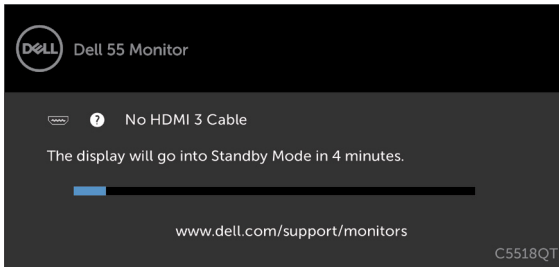 DELL
Dell 55 Monitor
? No HDMI 3 Cable
The display will go into Standby Mode in 4 minutes.
www.dell.com/support/monitors
C5518QT